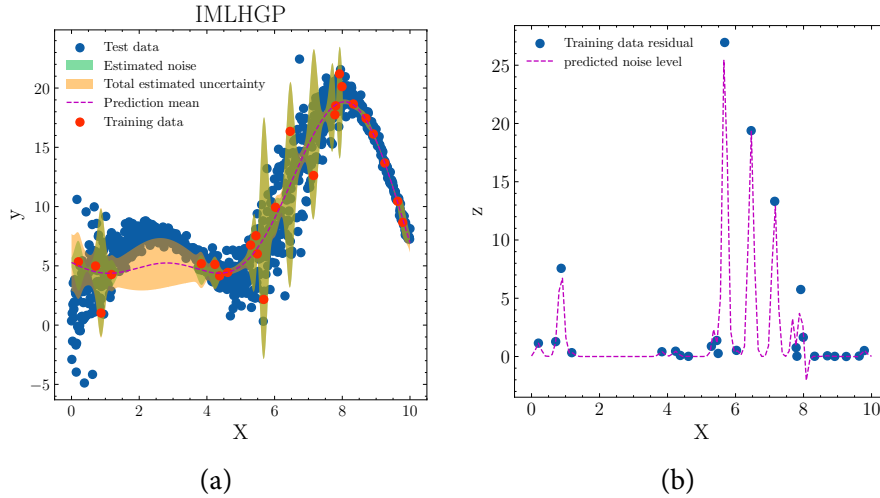 IMLHGP
Test data
Estimated noise
Total estimated uncertainty
Prediction mean
Training data
20
15
10
5
0
−5
y
0
2
4
6
8
10
X
(a)
Training data residual
predicted noise level
25
20
15
10
5
0
z
0
2
4
6
8
10
X
(b)